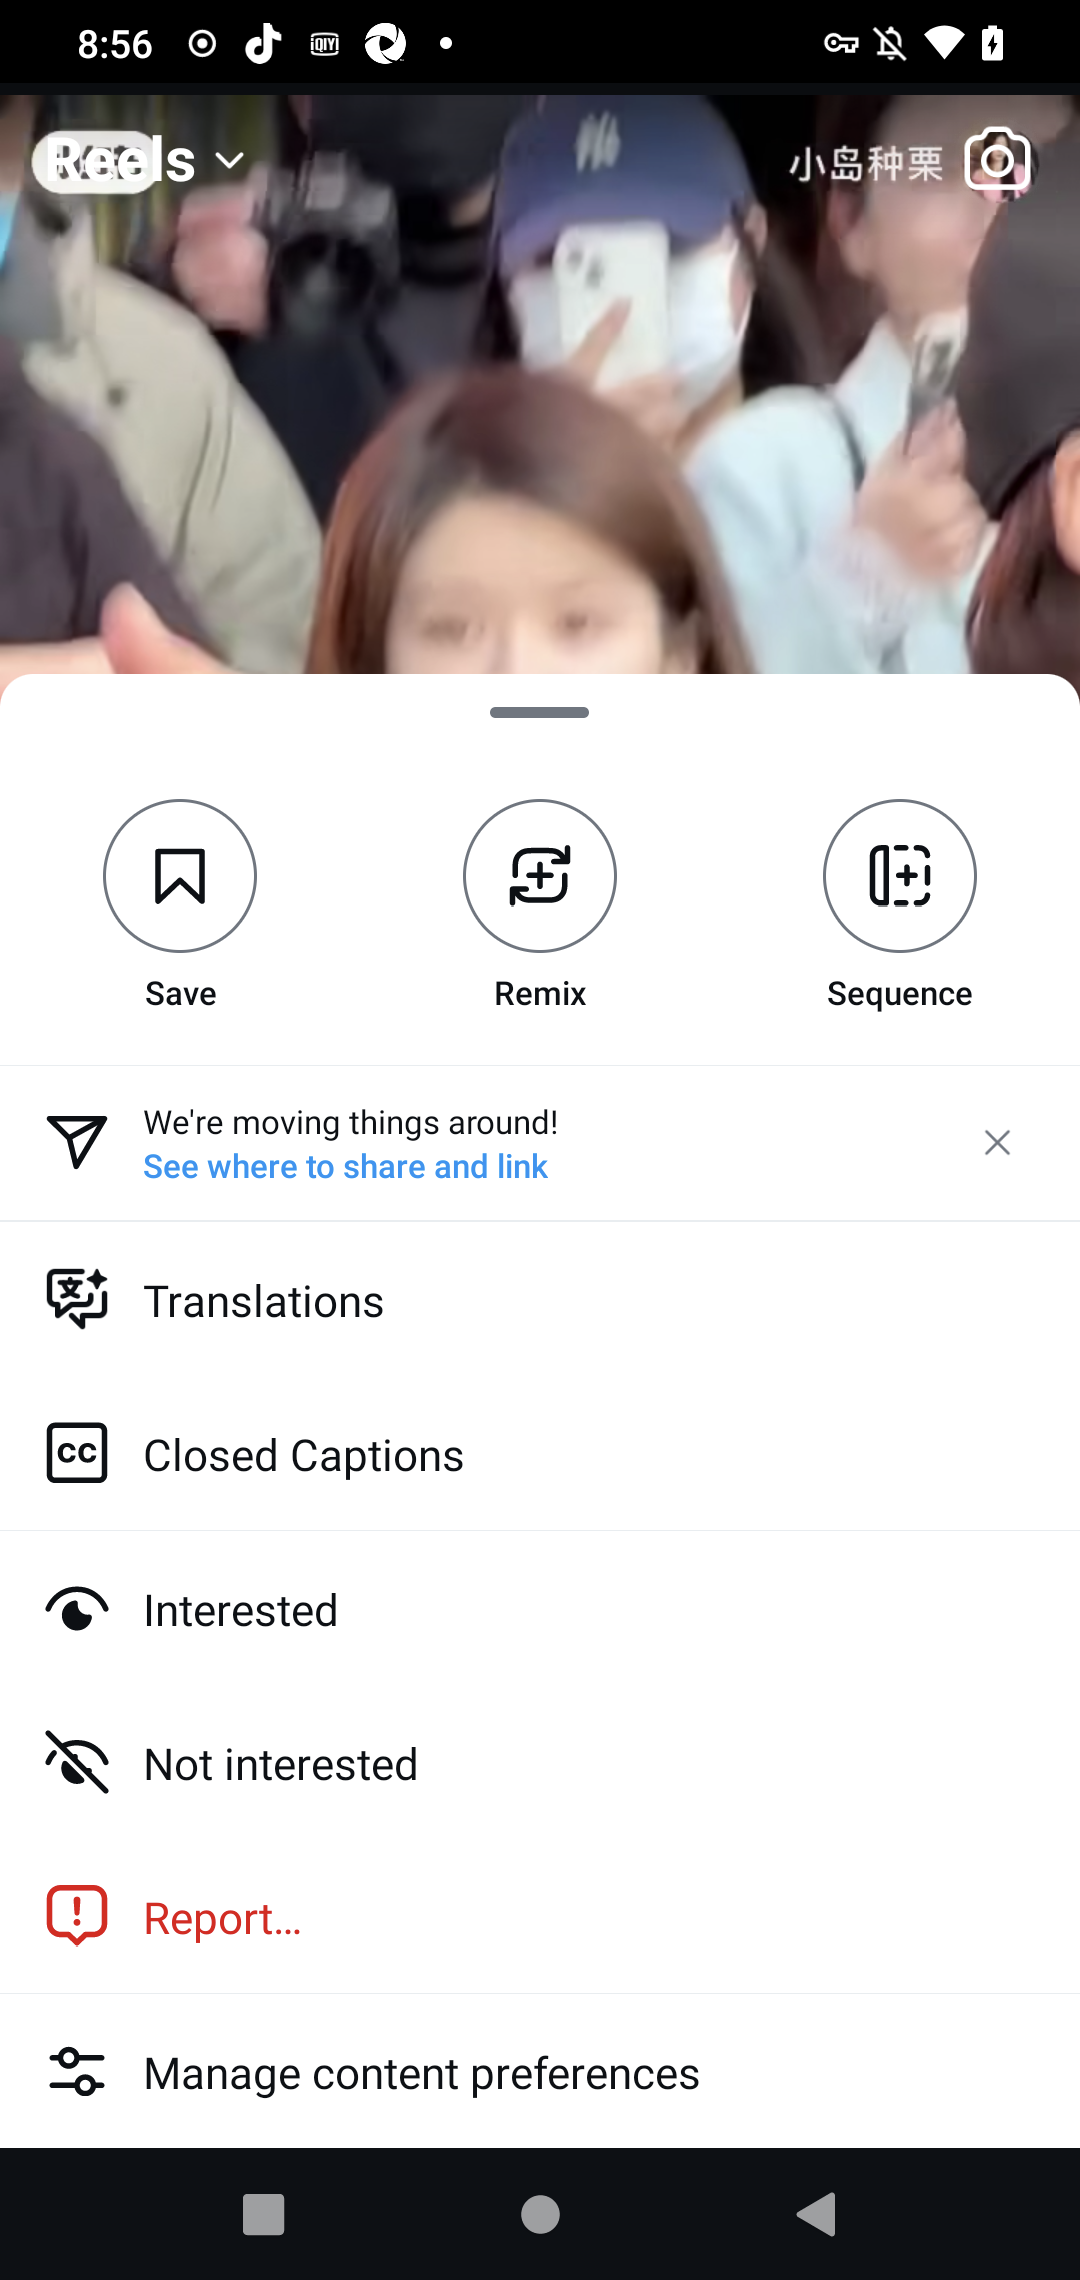 8:56
iQIYI
Reels
小岛种栗
Save
Remix
Sequence
We're moving things around!
See where to share and link
Translations
CC
Closed Captions
Interested
Not interested
Report...
Manage content preferences